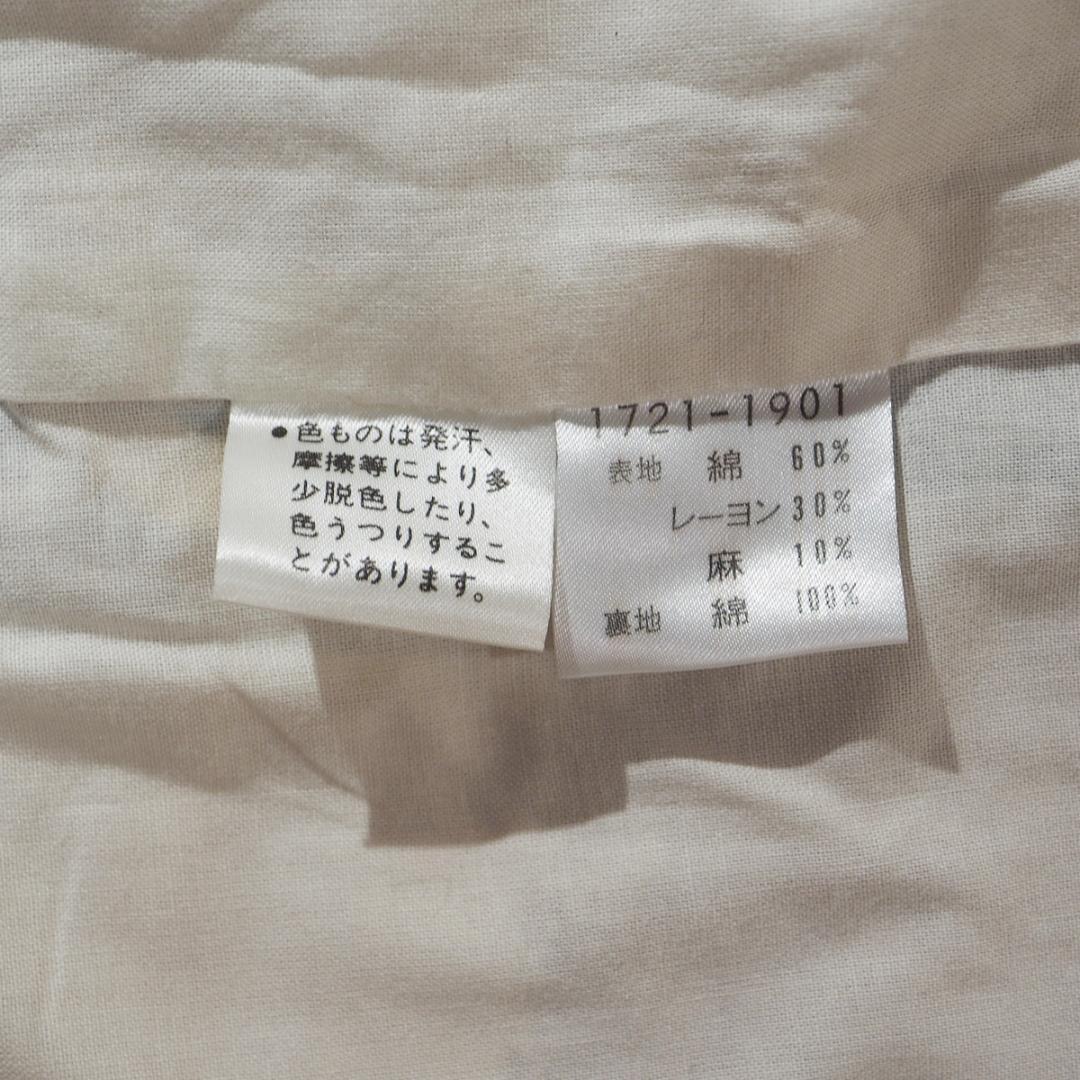 ●色ものは発汗、
摩擦等により多
少脱色したり、
色うつりするこ
とがあります。
1721-1901
表地 綿 60%
レーヨン 30%
麻 10%
裏地 綿 100%